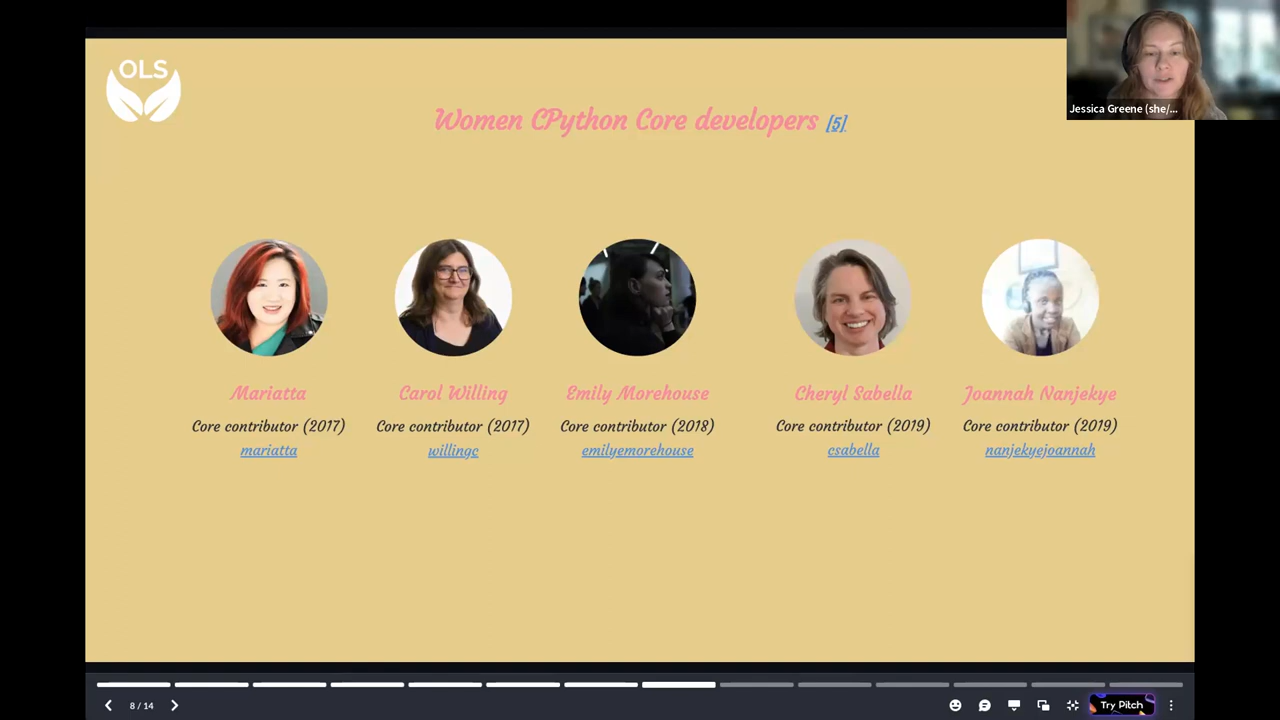 OLS
Jessica Greene (she/...
Women CPython Core developers [5]
Mariatta
Core contributor (2017)
mariatta
Carol Willing
Core contributor (2017)
willingc
Emily Morehouse
Core contributor (2018)
emilyemorehouse
Cheryl Sabella
Core contributor (2019)
csabella
Joannah Nanjekye
Core contributor (2019)
nanjekyejoannah
8 / 14
Try Pitch